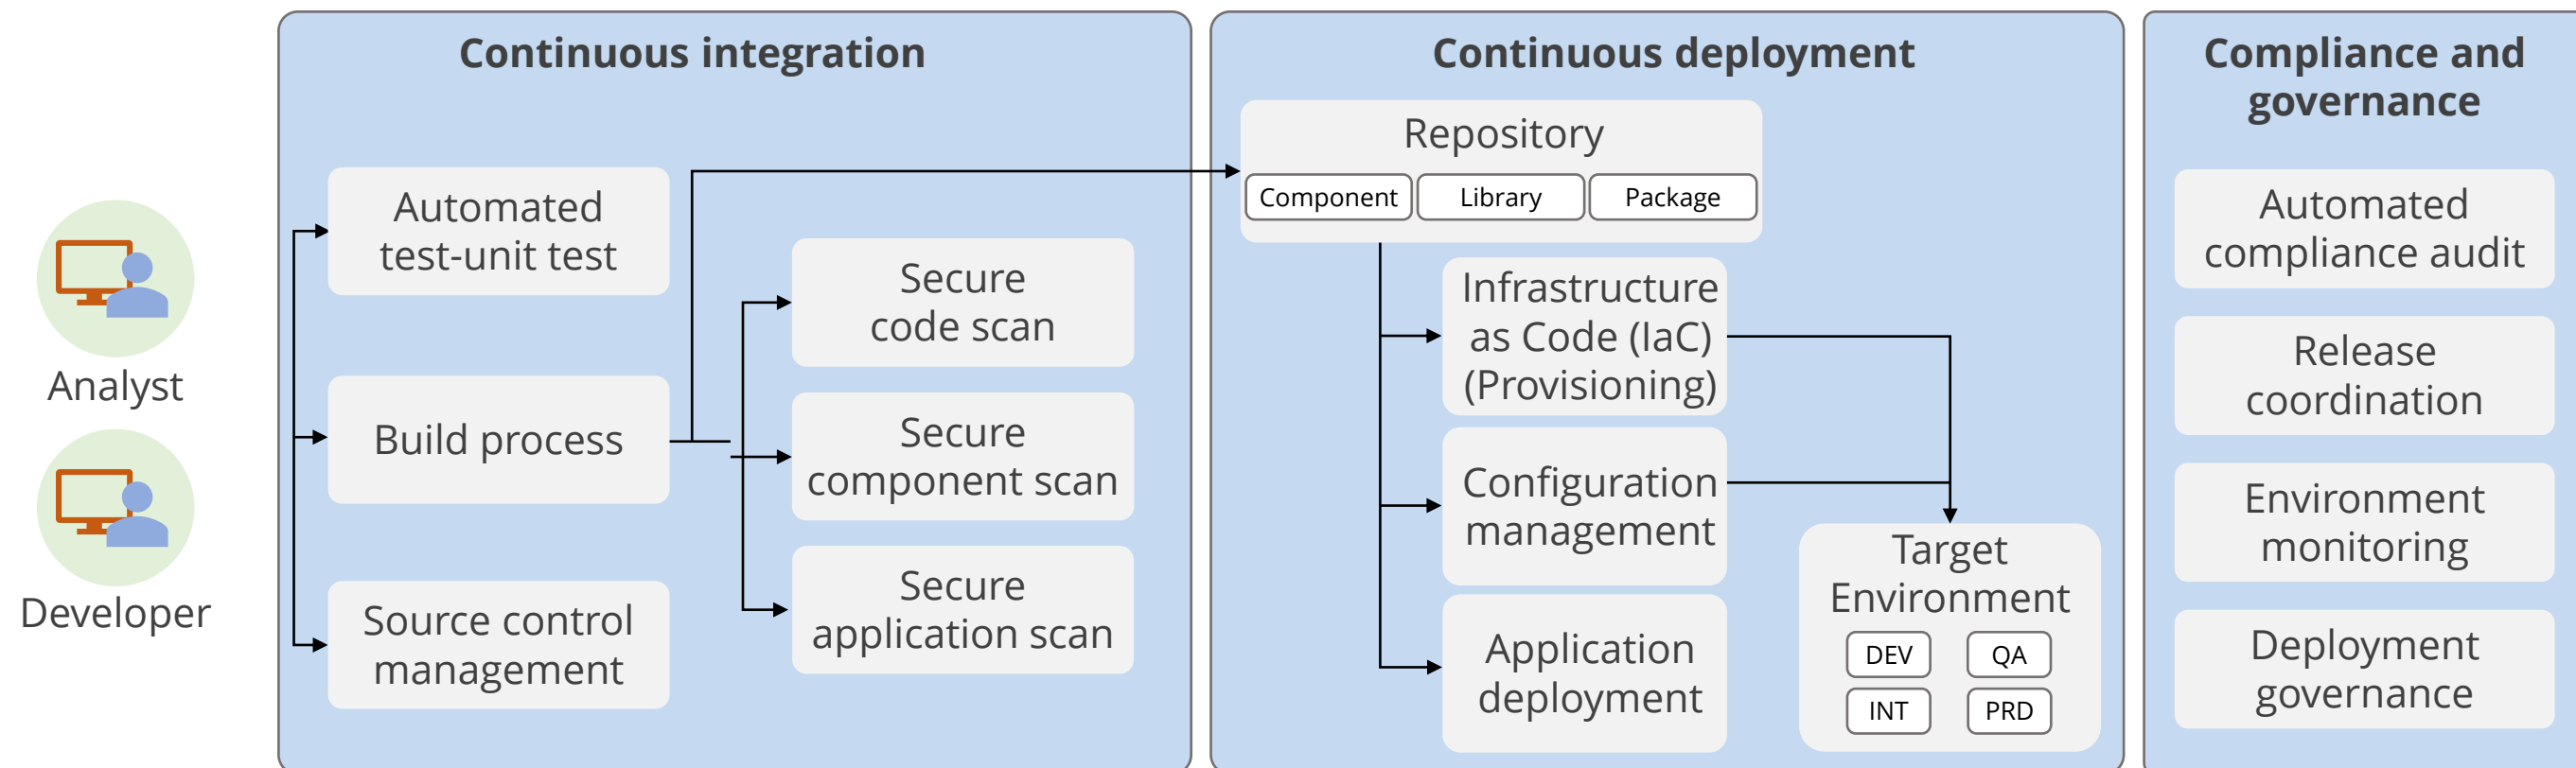 Analyst
Developer
Continuous integration
Automated
test-unit test
Build process
Source control
management
Secure
code scan
Secure
component scan
Secure
application scan
Continuous deployment
Repository
Component
Library
Package
Infrastructure
as Code (IaC)
(Provisioning)
Configuration
management
Application
deployment
Target
Environment
DEV
QA
INT
PRD
Compliance and
governance
Automated
compliance audit
Release
coordination
Environment
monitoring
Deployment
governance